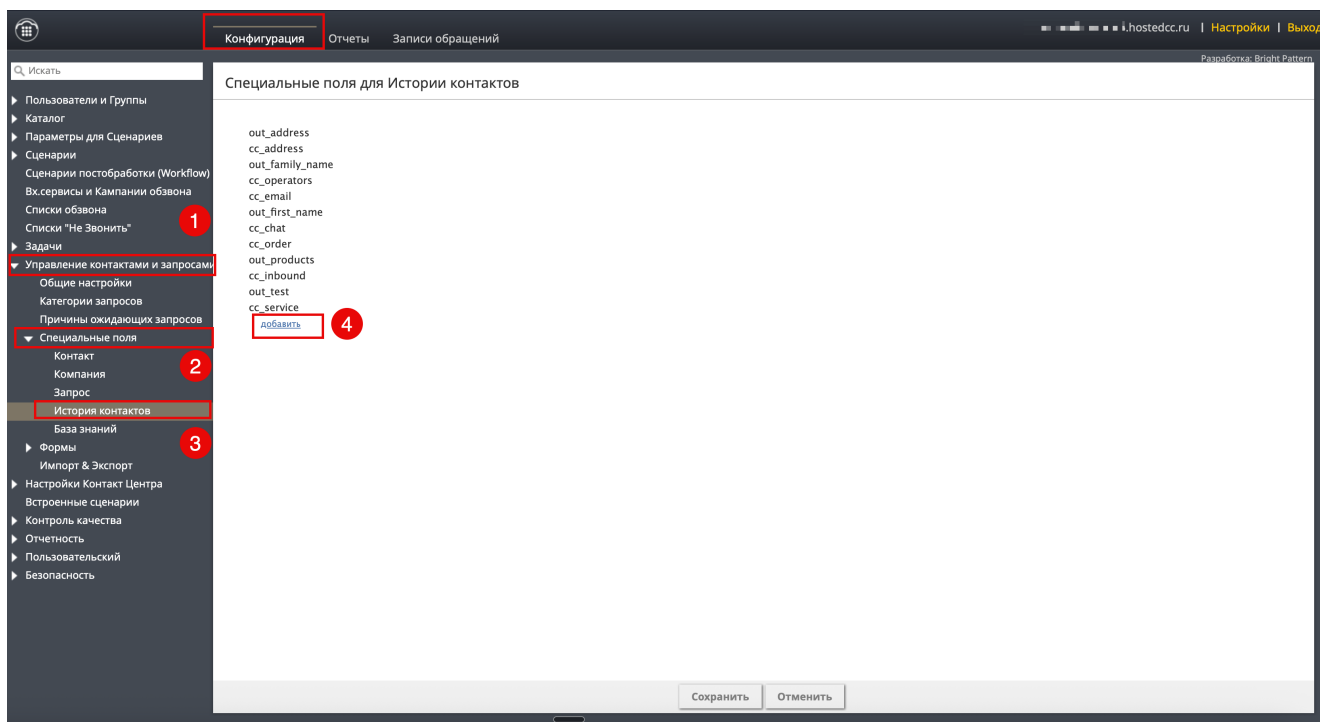 Конфигурация Отчеты Записи обращений
.hostedcc.ru | Настройки | Выход
Разработка: Bright Pattern
Искать
Пользователи и Группы
Каталог
Параметры для Сценариев
Сценарии
Сценарии постобработки (Workflow)
Вх.сервисы и Кампании обзвона
Списки обзвона
1
Списки "Не Звонить"
Задачи
Управление контактами и запросами
Общие настройки
Категории запросов
Причины ожидающих запросов
Специальные поля
Контакт
2
Компания
Запрос
История контактов
База знаний
3
Формы
Импорт & Экспорт
Настройки Контакт Центра
Встроенные сценарии
Контроль качества
Отчетность
Пользовательский
Безопасность
Специальные поля для Истории контактов
out_address
cc_address
out_family_name
cc_operators
cc_email
out_first_name
cc_chat
cc_order
out_products
cc_inbound
out_test
cc_service
добавить
4
Сохранить Отменить